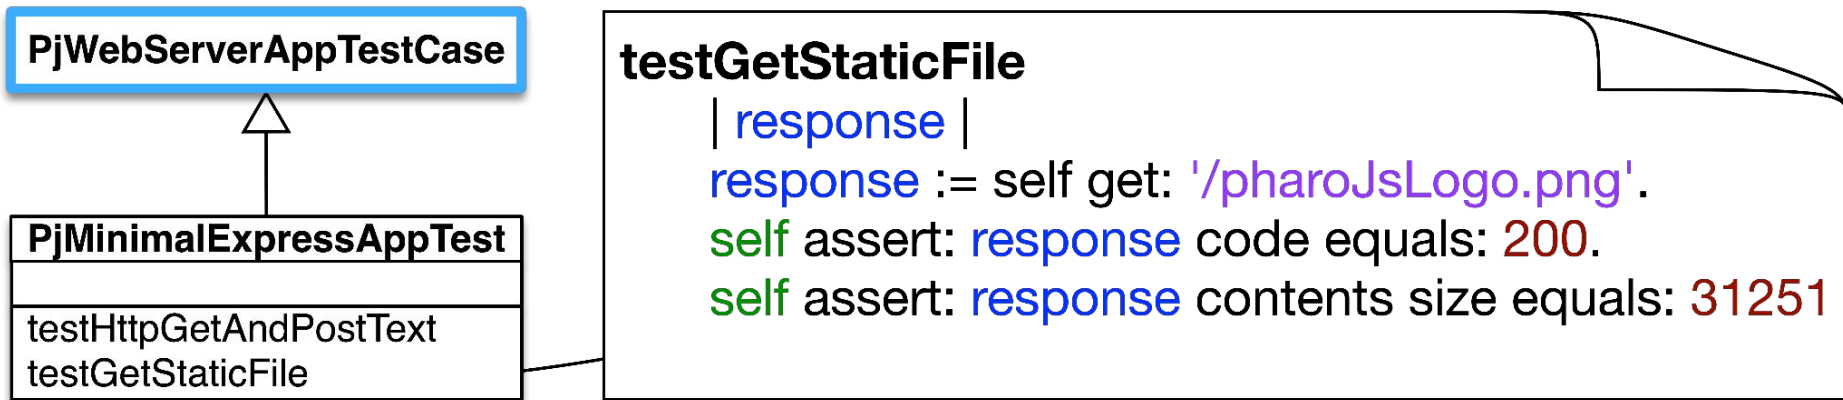 PjWebServerAppTestCase
PjMinimalExpressAppTest
testHttpGetAndPostText
testGetStaticFile
testGetStaticFile
| response |
response := self get: '/pharoJsLogo.png'.
self assert: response code equals: 200.
self assert: response contents size equals: 31251